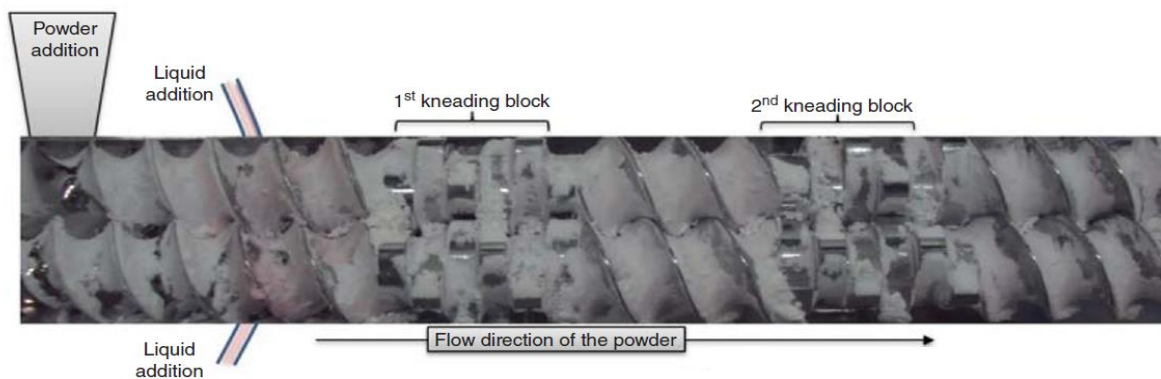 Powder
addition
Liquid
addition
1st kneading block
2nd kneading block
Liquid
addition
Flow direction of the powder